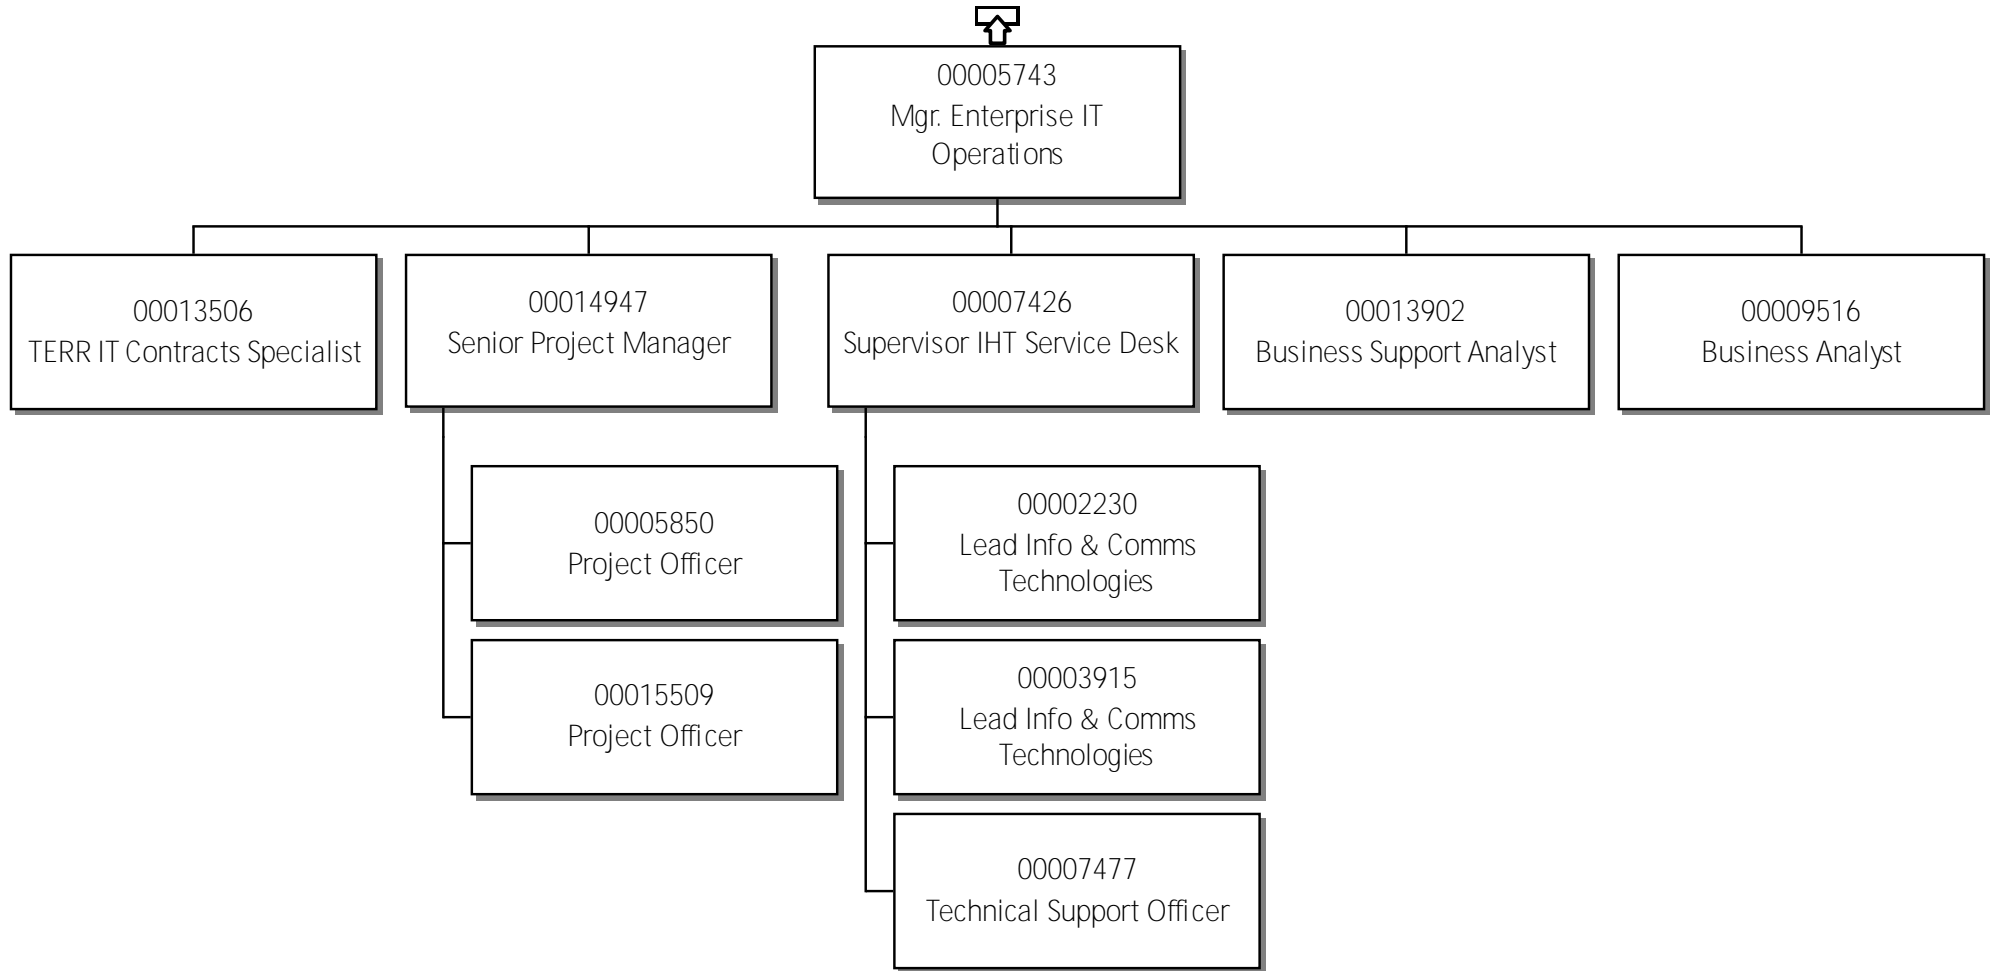 00005743
Mgr. Enterprise IT
Operations
00013506
TERR IT Contracts Specialist
00014947
Senior Project Manager
00007426
Supervisor IHT Service Desk
00013902
Business Support Analyst
00009516
Business Analyst
00005850
Project Officer
00015509
Project Officer
00002230
Lead Info & Comms
Technologies
00003915
Lead Info & Comms
Technologies
00007477
Technical Support Officer